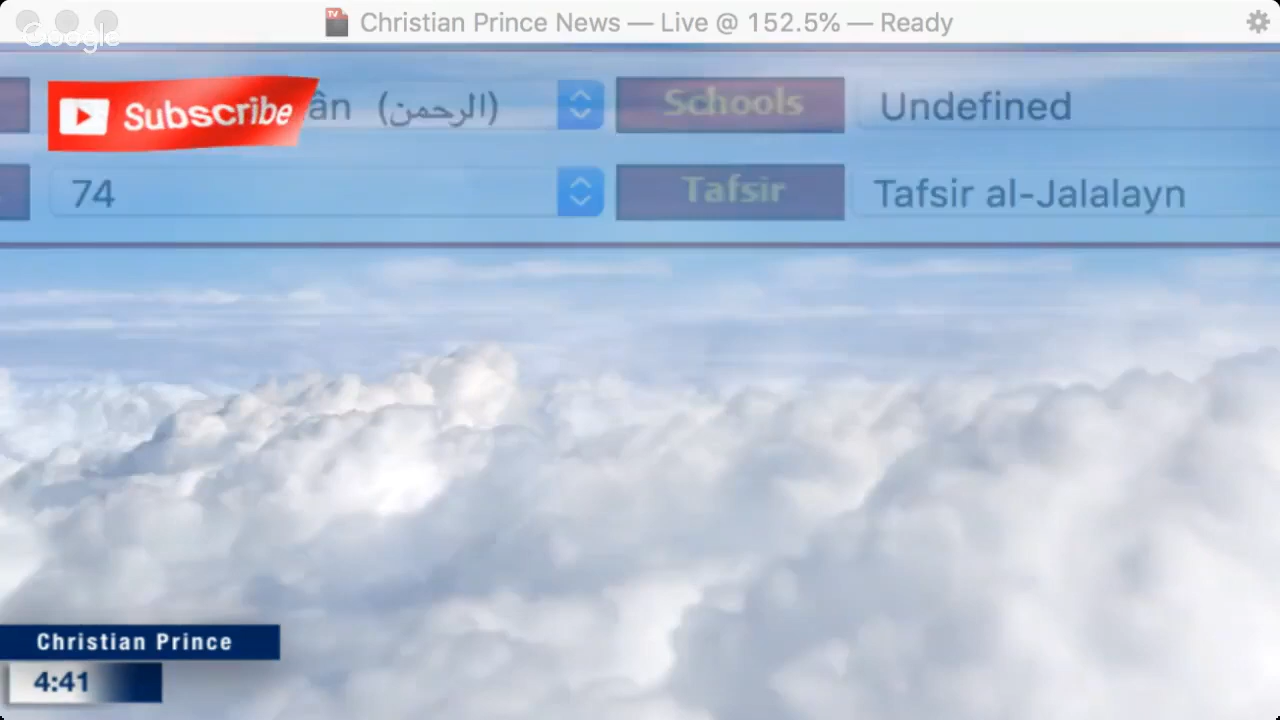 Christian Prince News — Live @ 152.5% — Ready
Google
Subscribe
ân (الرحمن)
Schools
Undefined
74
Tafsir
Tafsir al-Jalalayn
Christian Prince
4:41